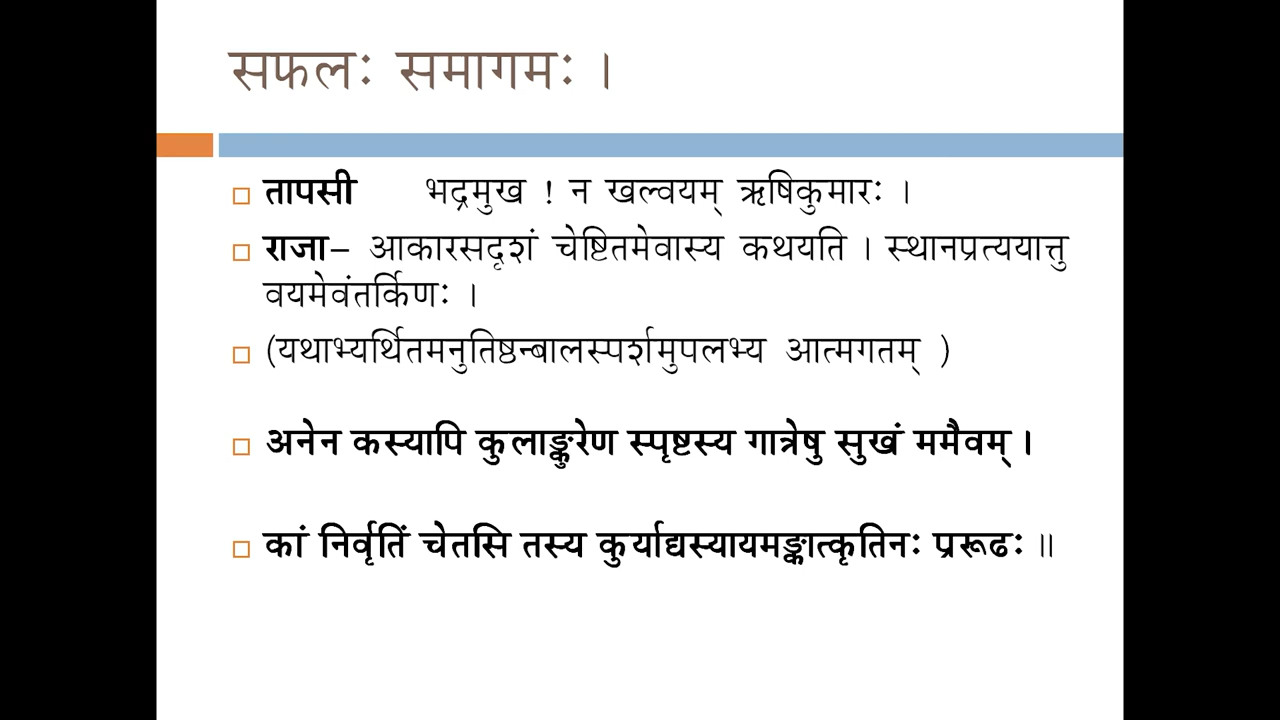 सफलः समागमः ।
तापसी भद्रमुख ! न खल्वयम् ऋषिकुमारः ।
राजा– आकारसदृशं चेष्टितमेवास्य कथयति । स्थानप्रत्ययात्तु
वयमेवंतर्किणः ।
(यथाभ्यर्थितमनुतिष्ठन्बालस्पर्शमुपलभ्य आत्मगतम् )
अनेन कस्यापि कुलाङ्कुरेण स्पृष्टस्य गात्रेषु सुखं ममैवम् ।
कां निर्वृतिं चेतसि तस्य कुर्याद्यस्यायमङ्कात्कृतिनः प्ररूढः ॥